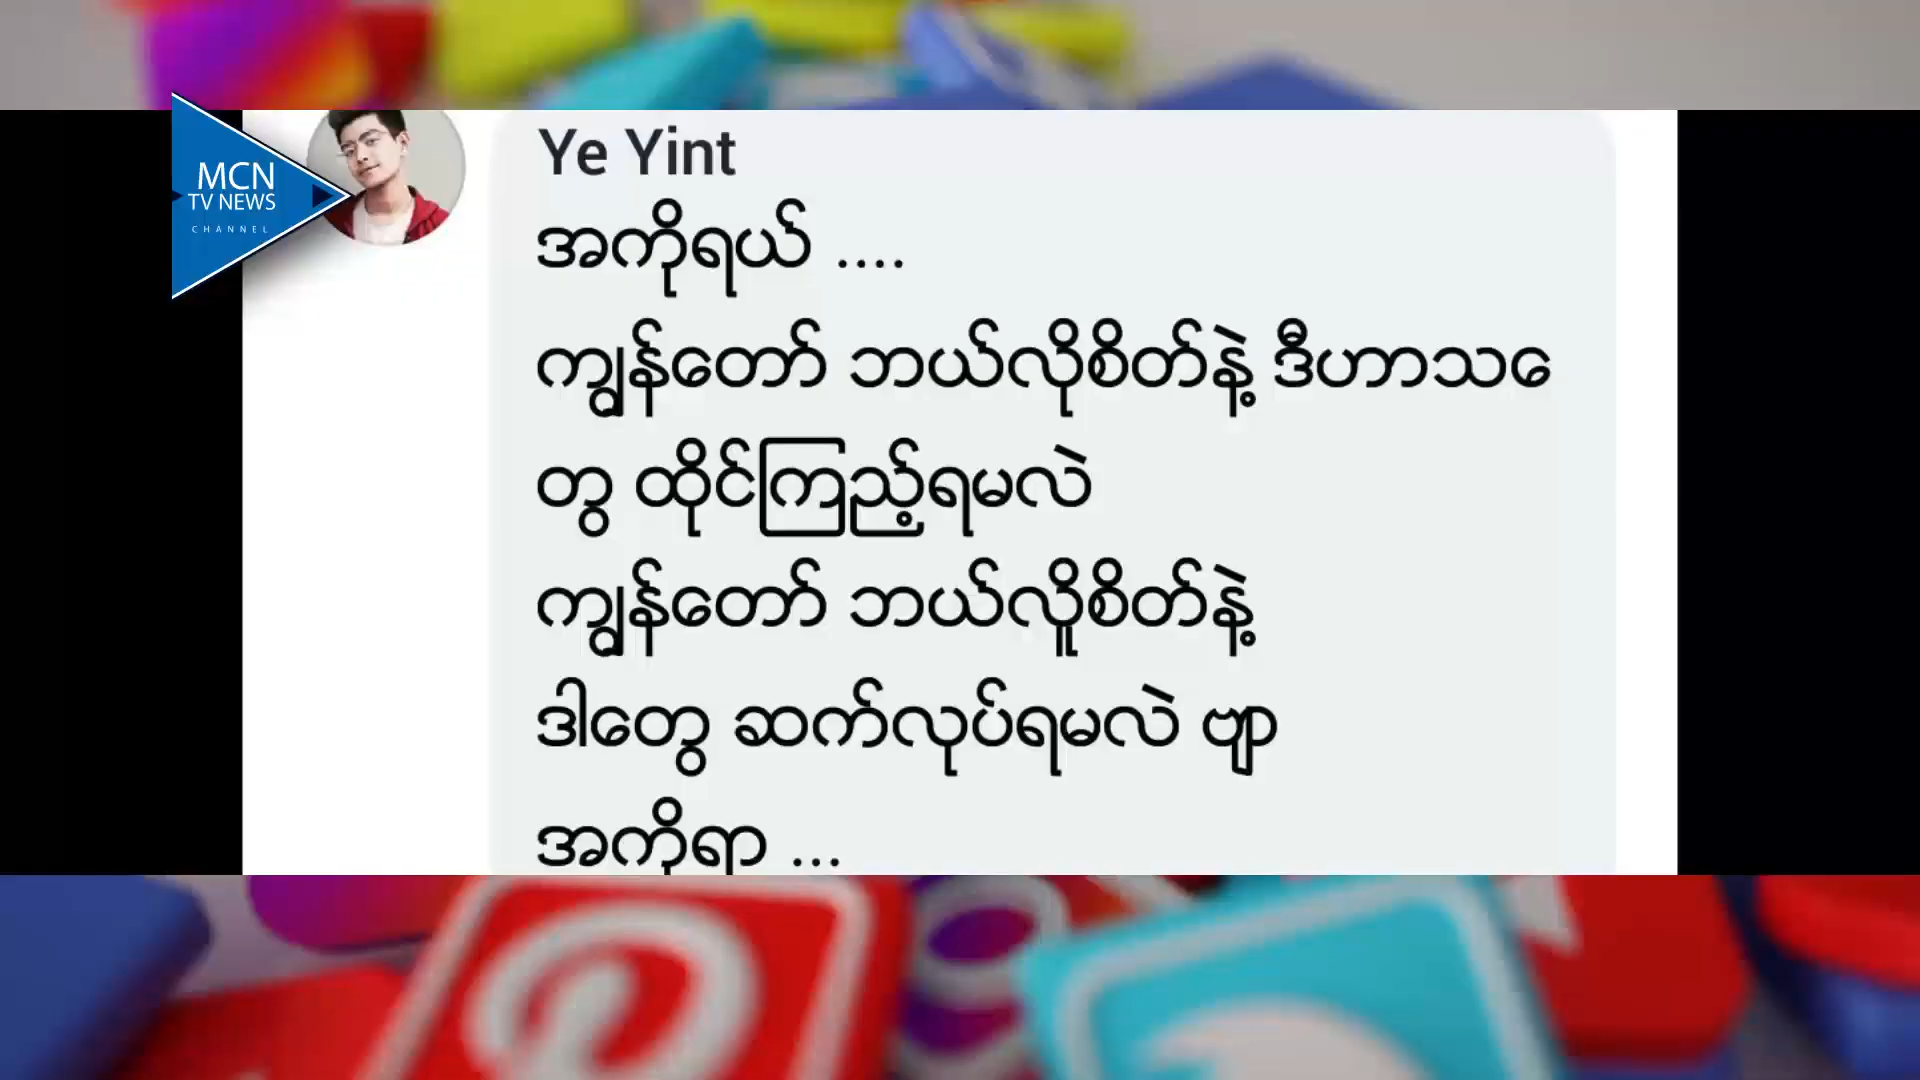 MCN
TV NEWS
CHANNEL
Ye Yint
အကိုရယ် ....
ကျွန်တော် ဘယ်လိုစိတ်နဲ့ ဒီဟာသေ
တွ ထိုင်ကြည့်ရမလဲ
ကျွန်တော် ဘယ်လိူစိတ်နဲ့
ဒါတွေ ဆက်လုပ်ရမလဲ ဗျာ
အကိုရာ ...